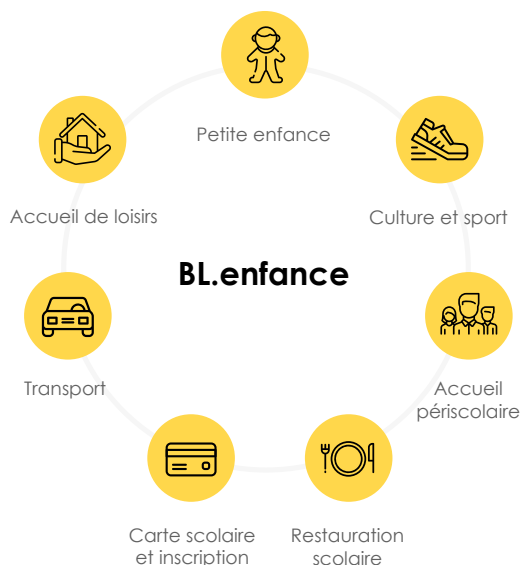 Petite enfance
Accueil de loisirs
Culture et sport
BL.enfance
Transport
Accueil
périscolaire
Carte scolaire
et inscription
Restauration
scolaire